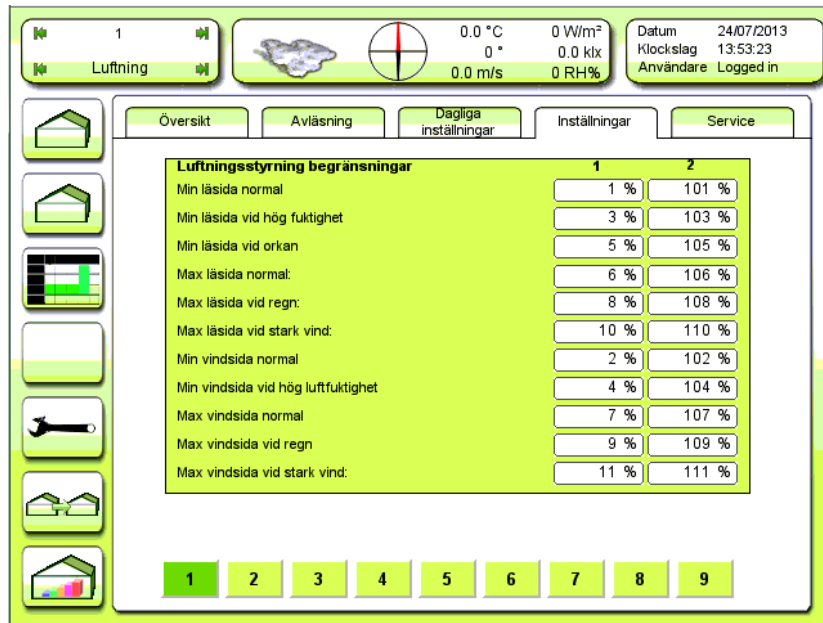 1
Luftning
0.0 °C
0 °
0.0 m/s
0 W/m²
0.0 klx
0 RH%
Datum 24/07/2013
Klockslag 13:53:23
Användare Logged in
Översikt
Avläsning
Dagliga
inställningar
Inställningar
Service
Luftningsstyrning begränsningar 1 2
Min läsida normal 1 % 101 %
Min läsida vid hög fuktighet 3 % 103 %
Min läsida vid orkan 5 % 105 %
Max läsida normal: 6 % 106 %
Max läsida vid regn: 8 % 108 %
Max läsida vid stark vind: 10 % 110 %
Min vindsida normal 2 % 102 %
Min vindsida vid hög luftfuktighet 4 % 104 %
Max vindsida normal 7 % 107 %
Max vindsida vid regn 9 % 109 %
Max vindsida vid stark vind: 11 % 111 %
1 2 3 4 5 6 7 8 9